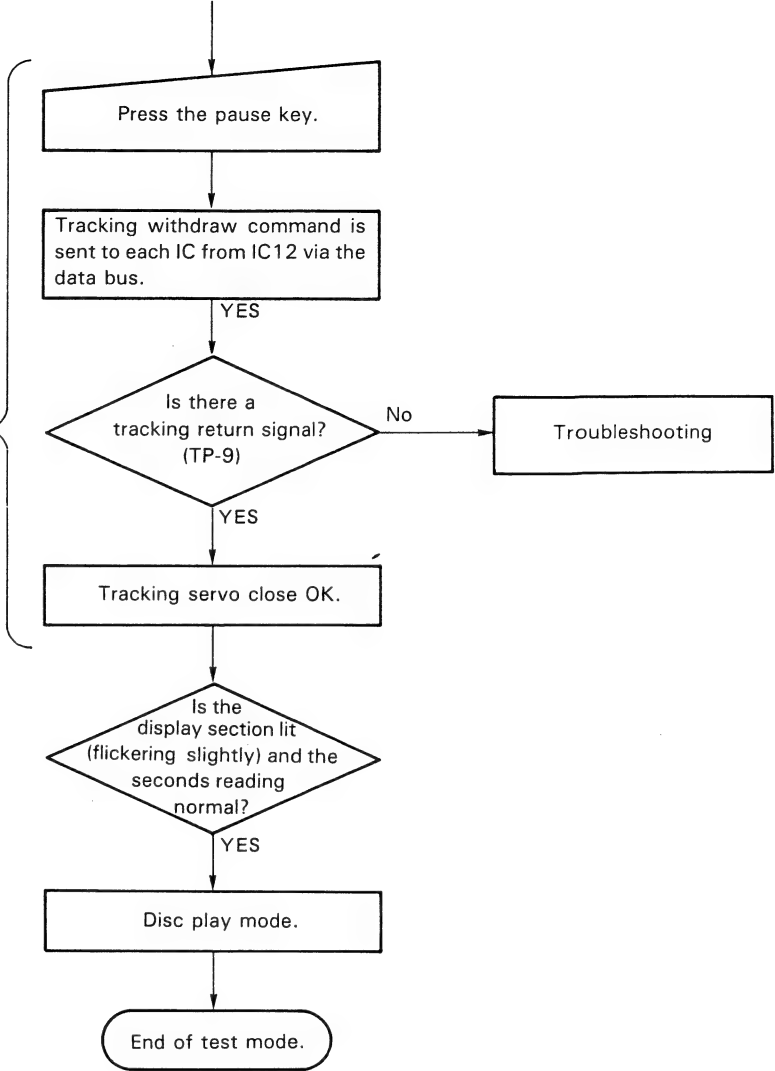 Press the pause key.
Tracking withdraw command is
sent to each IC from IC12 via the
data bus.
YES
Is there a
tracking return signal?
(TP-9)
No
Troubleshooting
YES
Tracking servo close OK.
Is the
display section lit
(flickering slightly) and the
seconds reading
normal?
YES
Disc play mode.
End of test mode.